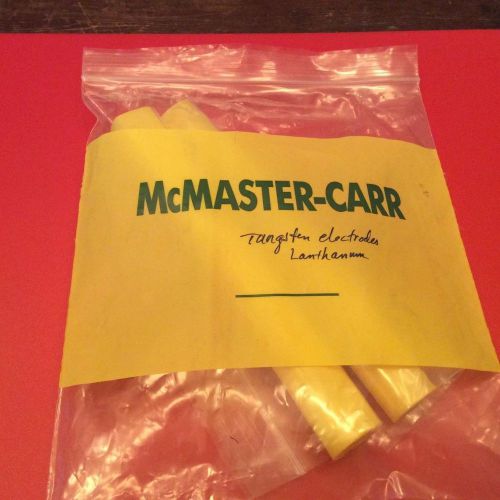 McMASTER-CARR
Tungsten electrodes
Lanthanum